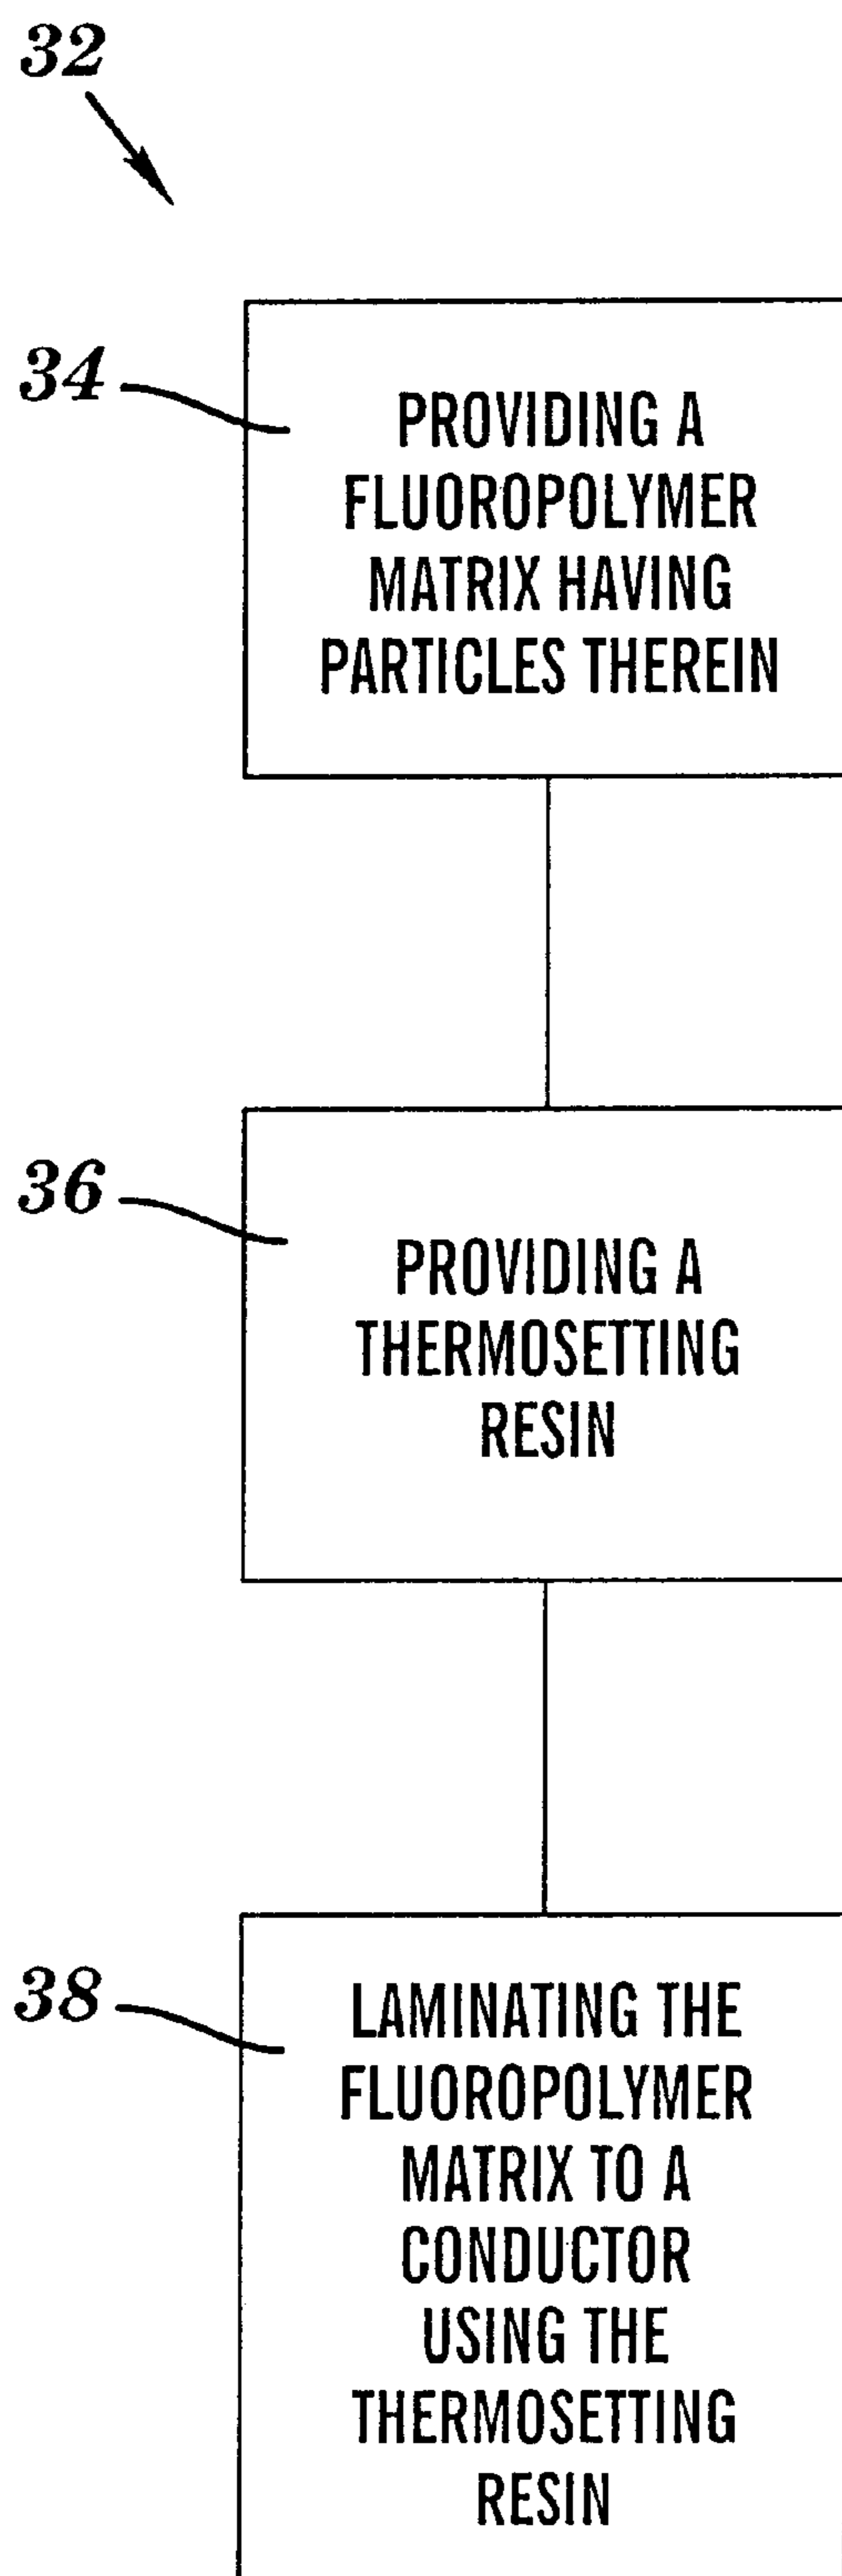 32
34
PROVIDING A
FLUOROPOLYMER
MATRIX HAVING
PARTICLES THEREIN
36
PROVIDING A
THERMOSETTING
RESIN
38
LAMINATING THE
FLUOROPOLYMER
MATRIX TO A
CONDUCTOR
USING THE
THERMOSETTING
RESIN